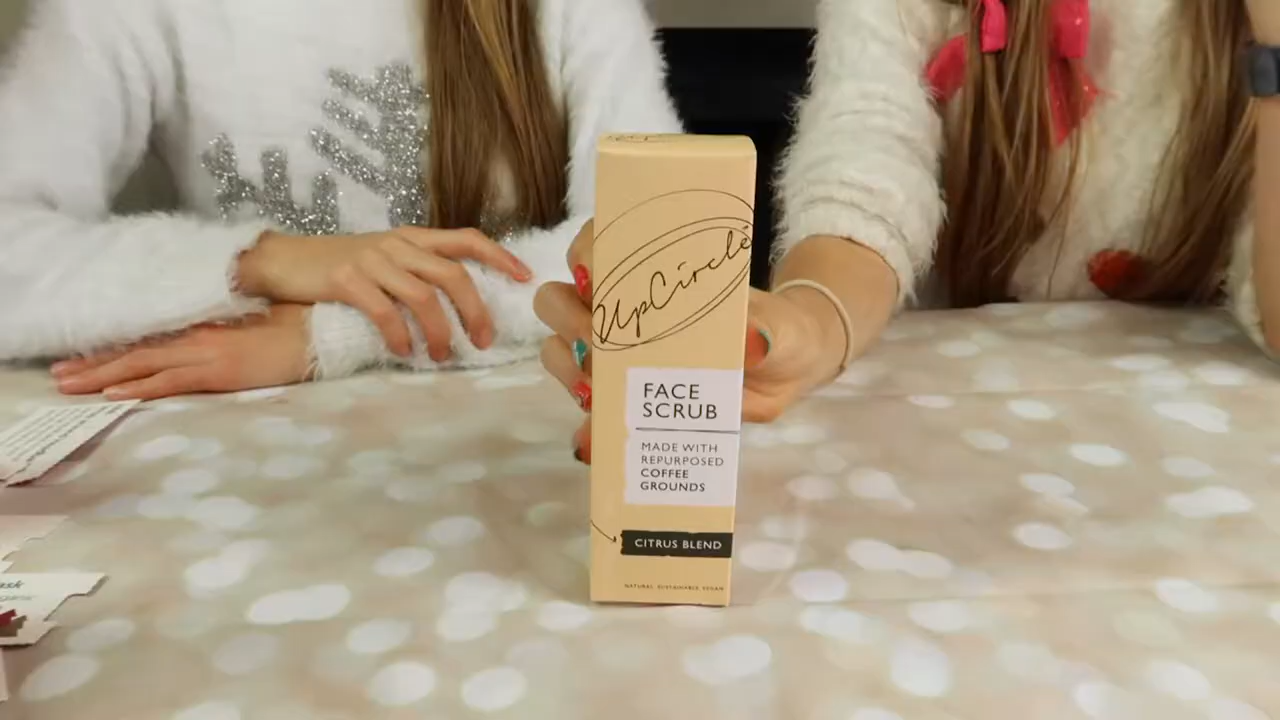 UpCircle
FACE
SCRUB
MADE WITH
REPURPOSED
COFFEE
GROUNDS
CITRUS BLEND
NATURAL SUSTAINABLE VEGAN